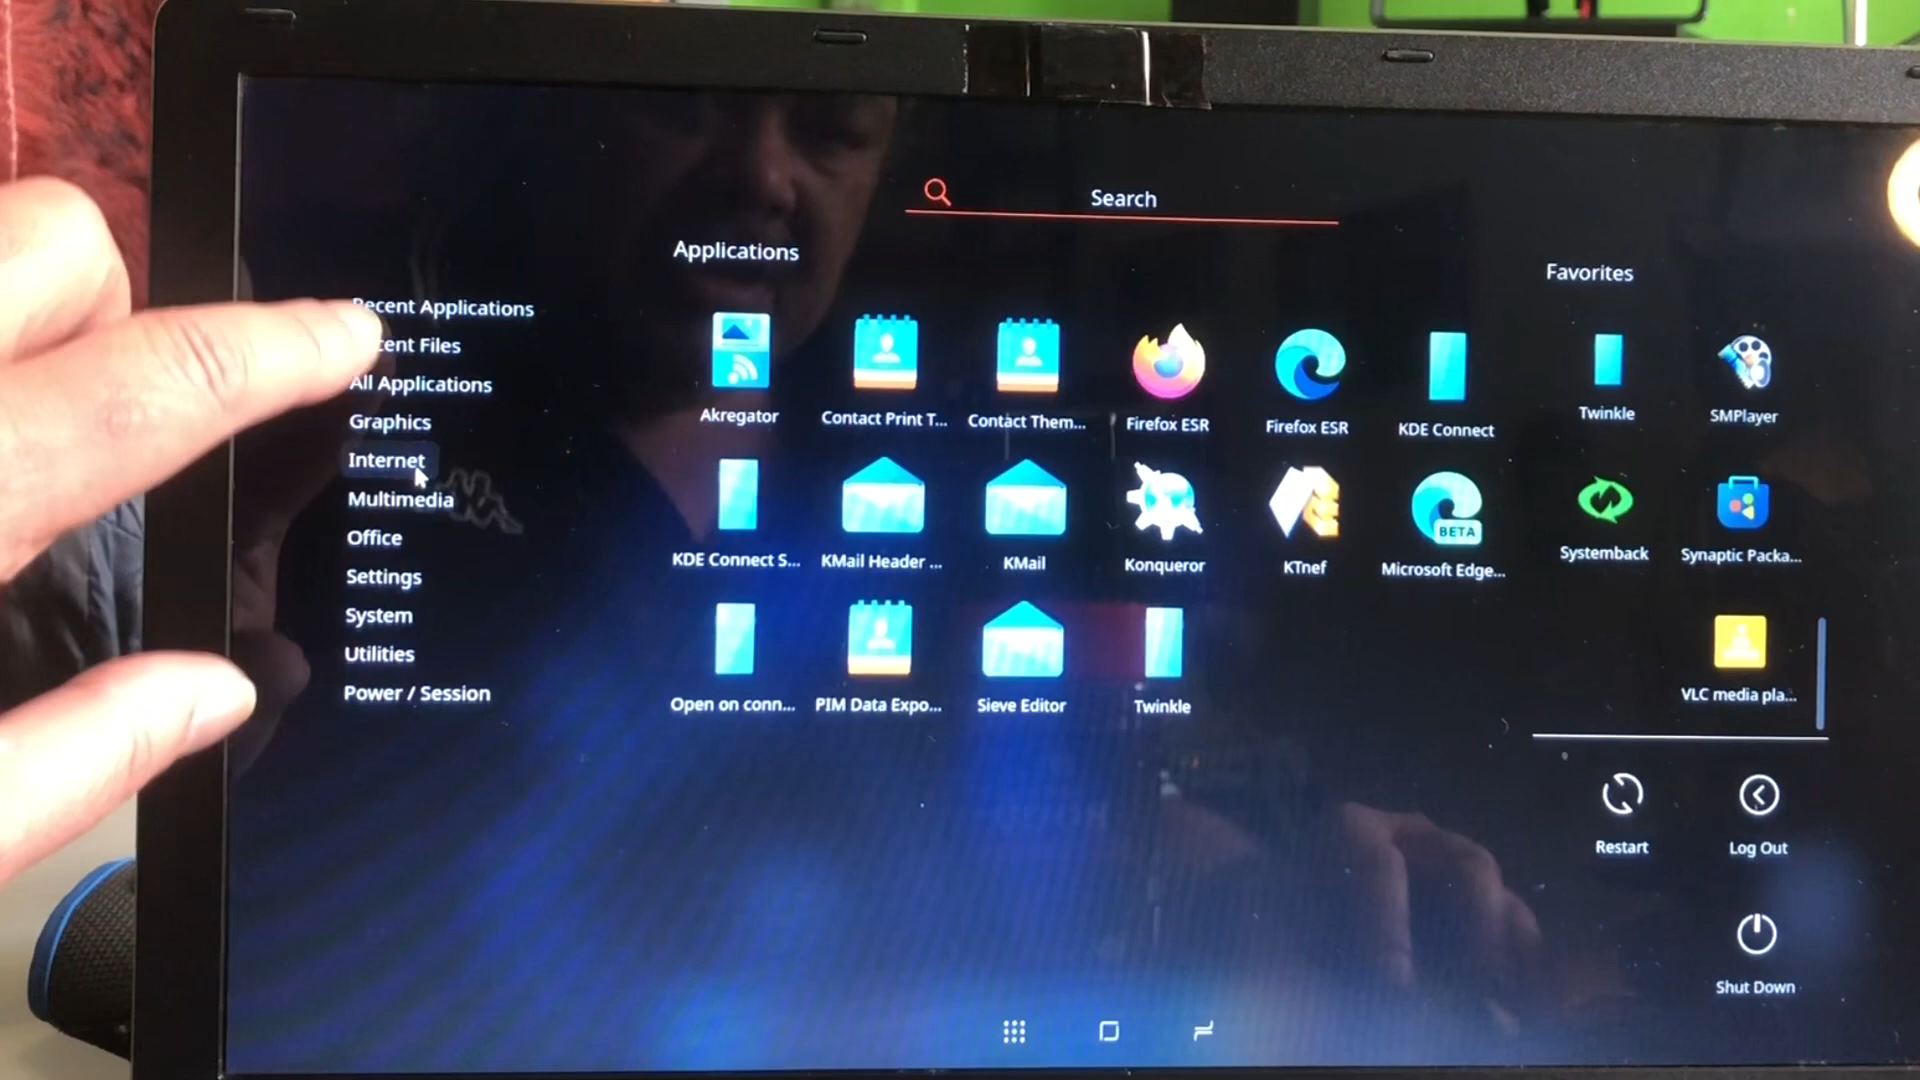 Search
Applications
Favorites
Recent Applications
cent Files
All Applications
Graphics
Internet
Multimedia
Office
Settings
System
Utilities
Power / Session
Akregator
Contact Print T...
Contact Them...
Firefox ESR
Firefox ESR
KDE Connect
KDE Connect S...
KMail Header ...
KMail
Konqueror
KTnef
BETA
Microsoft Edge...
Open on conn...
PIM Data Expo...
Sieve Editor
Twinkle
Twinkle
SMPlayer
Systemback
Synaptic Packa...
VLC media pla...
Restart
Log Out
Shut Down